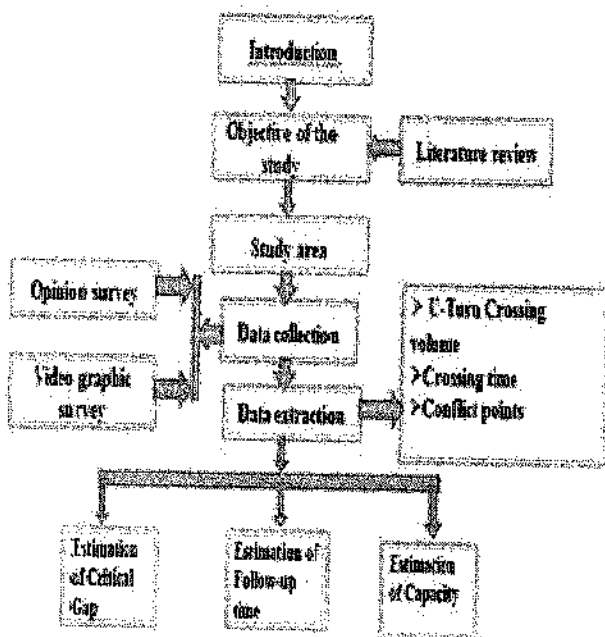 Introduction
Objective of the
study
Literature review
Study area
Opinion survey
Data collection
Video graphic
survey
Data extraction
➢ U-Turn Crossing
volume
➢Crossing time
➢Conflict points
Estimation
of Critical
Gap
Estimation of
Follow-up
time
Estimation
of Capacity